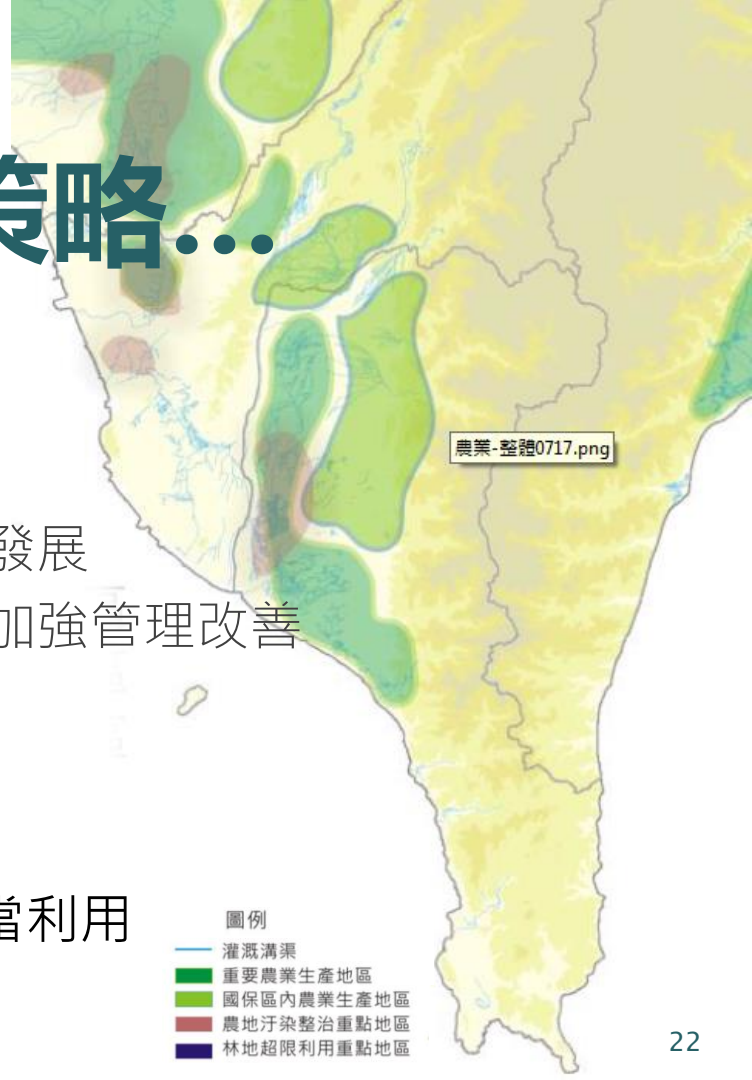 策略...
農業-整體0717.png
發展
加強管理改善
當利用
圖例
灌溉溝渠
重要農業生產地區
國保區內農業生產地區
農地汙染整治重點地區
林地超限利用重點地區
22